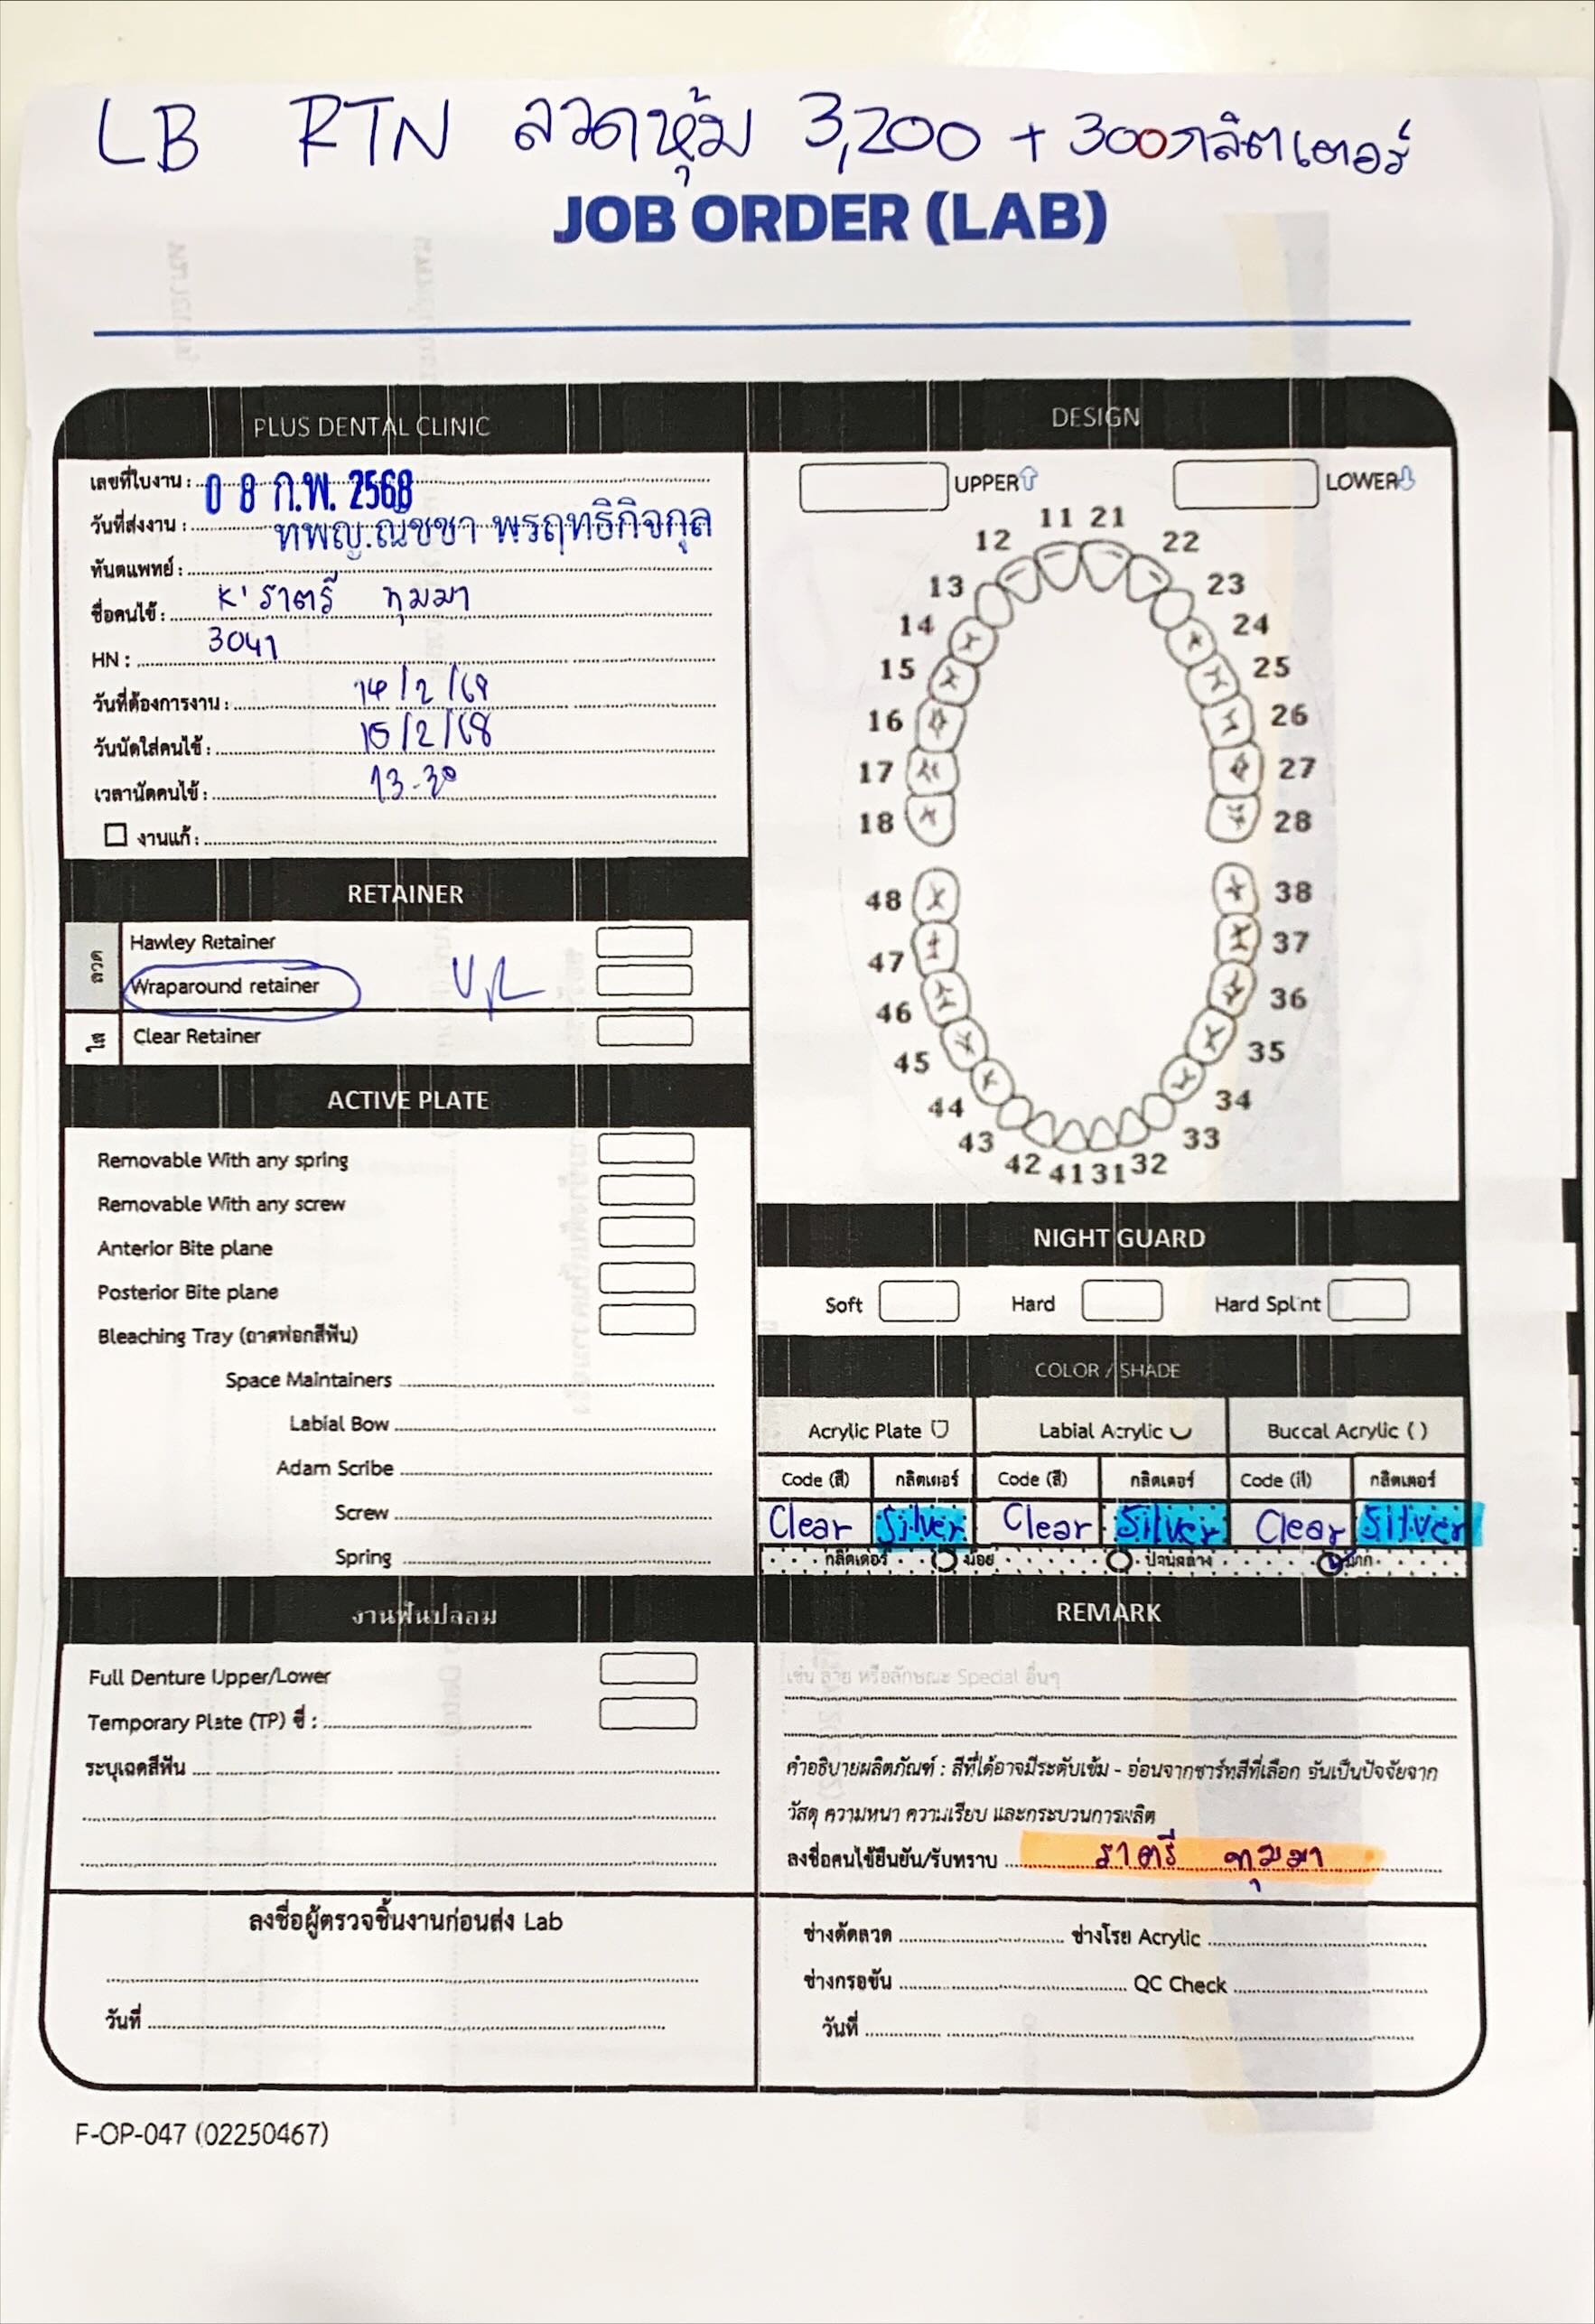 LB RTN ลวดหุ้ม 3,200 + 300 กลิตเตอร์
JOB ORDER (LAB)
PLUS DENTAL CLINIC
เลขที่ใบงาน :
08 ก.พ. 2568
วันที่ส่งงาน :
ทพญ.ณัชชา พรฤทธิกิจกุล
ทันตแพทย์ :
ชื่อคนไข้ : K' ราตรี ทุมมา
HN : 3041
วันที่ต้องการงาน : 14/2/68
วันนัดใส่คนไข้ : 15/2/68
เวลานัดคนไข้ : 13-30
งานแก้ :
RETAINER
ลวด
Hawley Retainer
Wraparound retainer U/L
ใส
Clear Retainer
ACTIVE PLATE
Removable With any spring
Removable With any screw
Anterior Bite plane
Posterior Bite plane
Bleaching Tray (ถาดฟอกสีฟัน)
Space Maintainers
Labial Bow
Adam Scribe
Screw
Spring
งานฟันปลอม
Full Denture Upper/Lower
Temporary Plate (TP) ซี่ :
ระบุเฉดสีฟัน
ลงชื่อผู้ตรวจชิ้นงานก่อนส่ง Lab
วันที่
DESIGN
UPPER LOWER
11 21
12 22
13 23
14 24
15 25
16 26
17 27
18 28
48 38
47 37
46 36
45 35
44 34
43 33
42 41 31 32
NIGHT GUARD
Soft Hard Hard Splint
COLOR / SHADE
Acrylic Plate Labial Acrylic Buccal Acrylic ( )
Code (สี) กลิตเตอร์ Code (สี) กลิตเตอร์ Code (สี) กลิตเตอร์
Clear Silver Clear Silver Clear Silver
กลิตเตอร์ น้อย ปานกลาง มาก
REMARK
เช่น ลาย หรือลักษณะ Special อื่นๆ
คำอธิบายผลิตภัณฑ์ : สีที่ได้อาจมีระดับเข้ม - อ่อนจากชาร์ทสีที่เลือก อันเป็นปัจจัยจาก
วัสดุ ความหนา ความเรียบ และกระบวนการผลิต
ลงชื่อคนไข้ยืนยัน/รับทราบ ราตรี ทุมมา
ช่างดัดลวด ช่างโรย Acrylic
ช่างกรอขัน QC Check
วันที่
F-OP-047 (02250467)